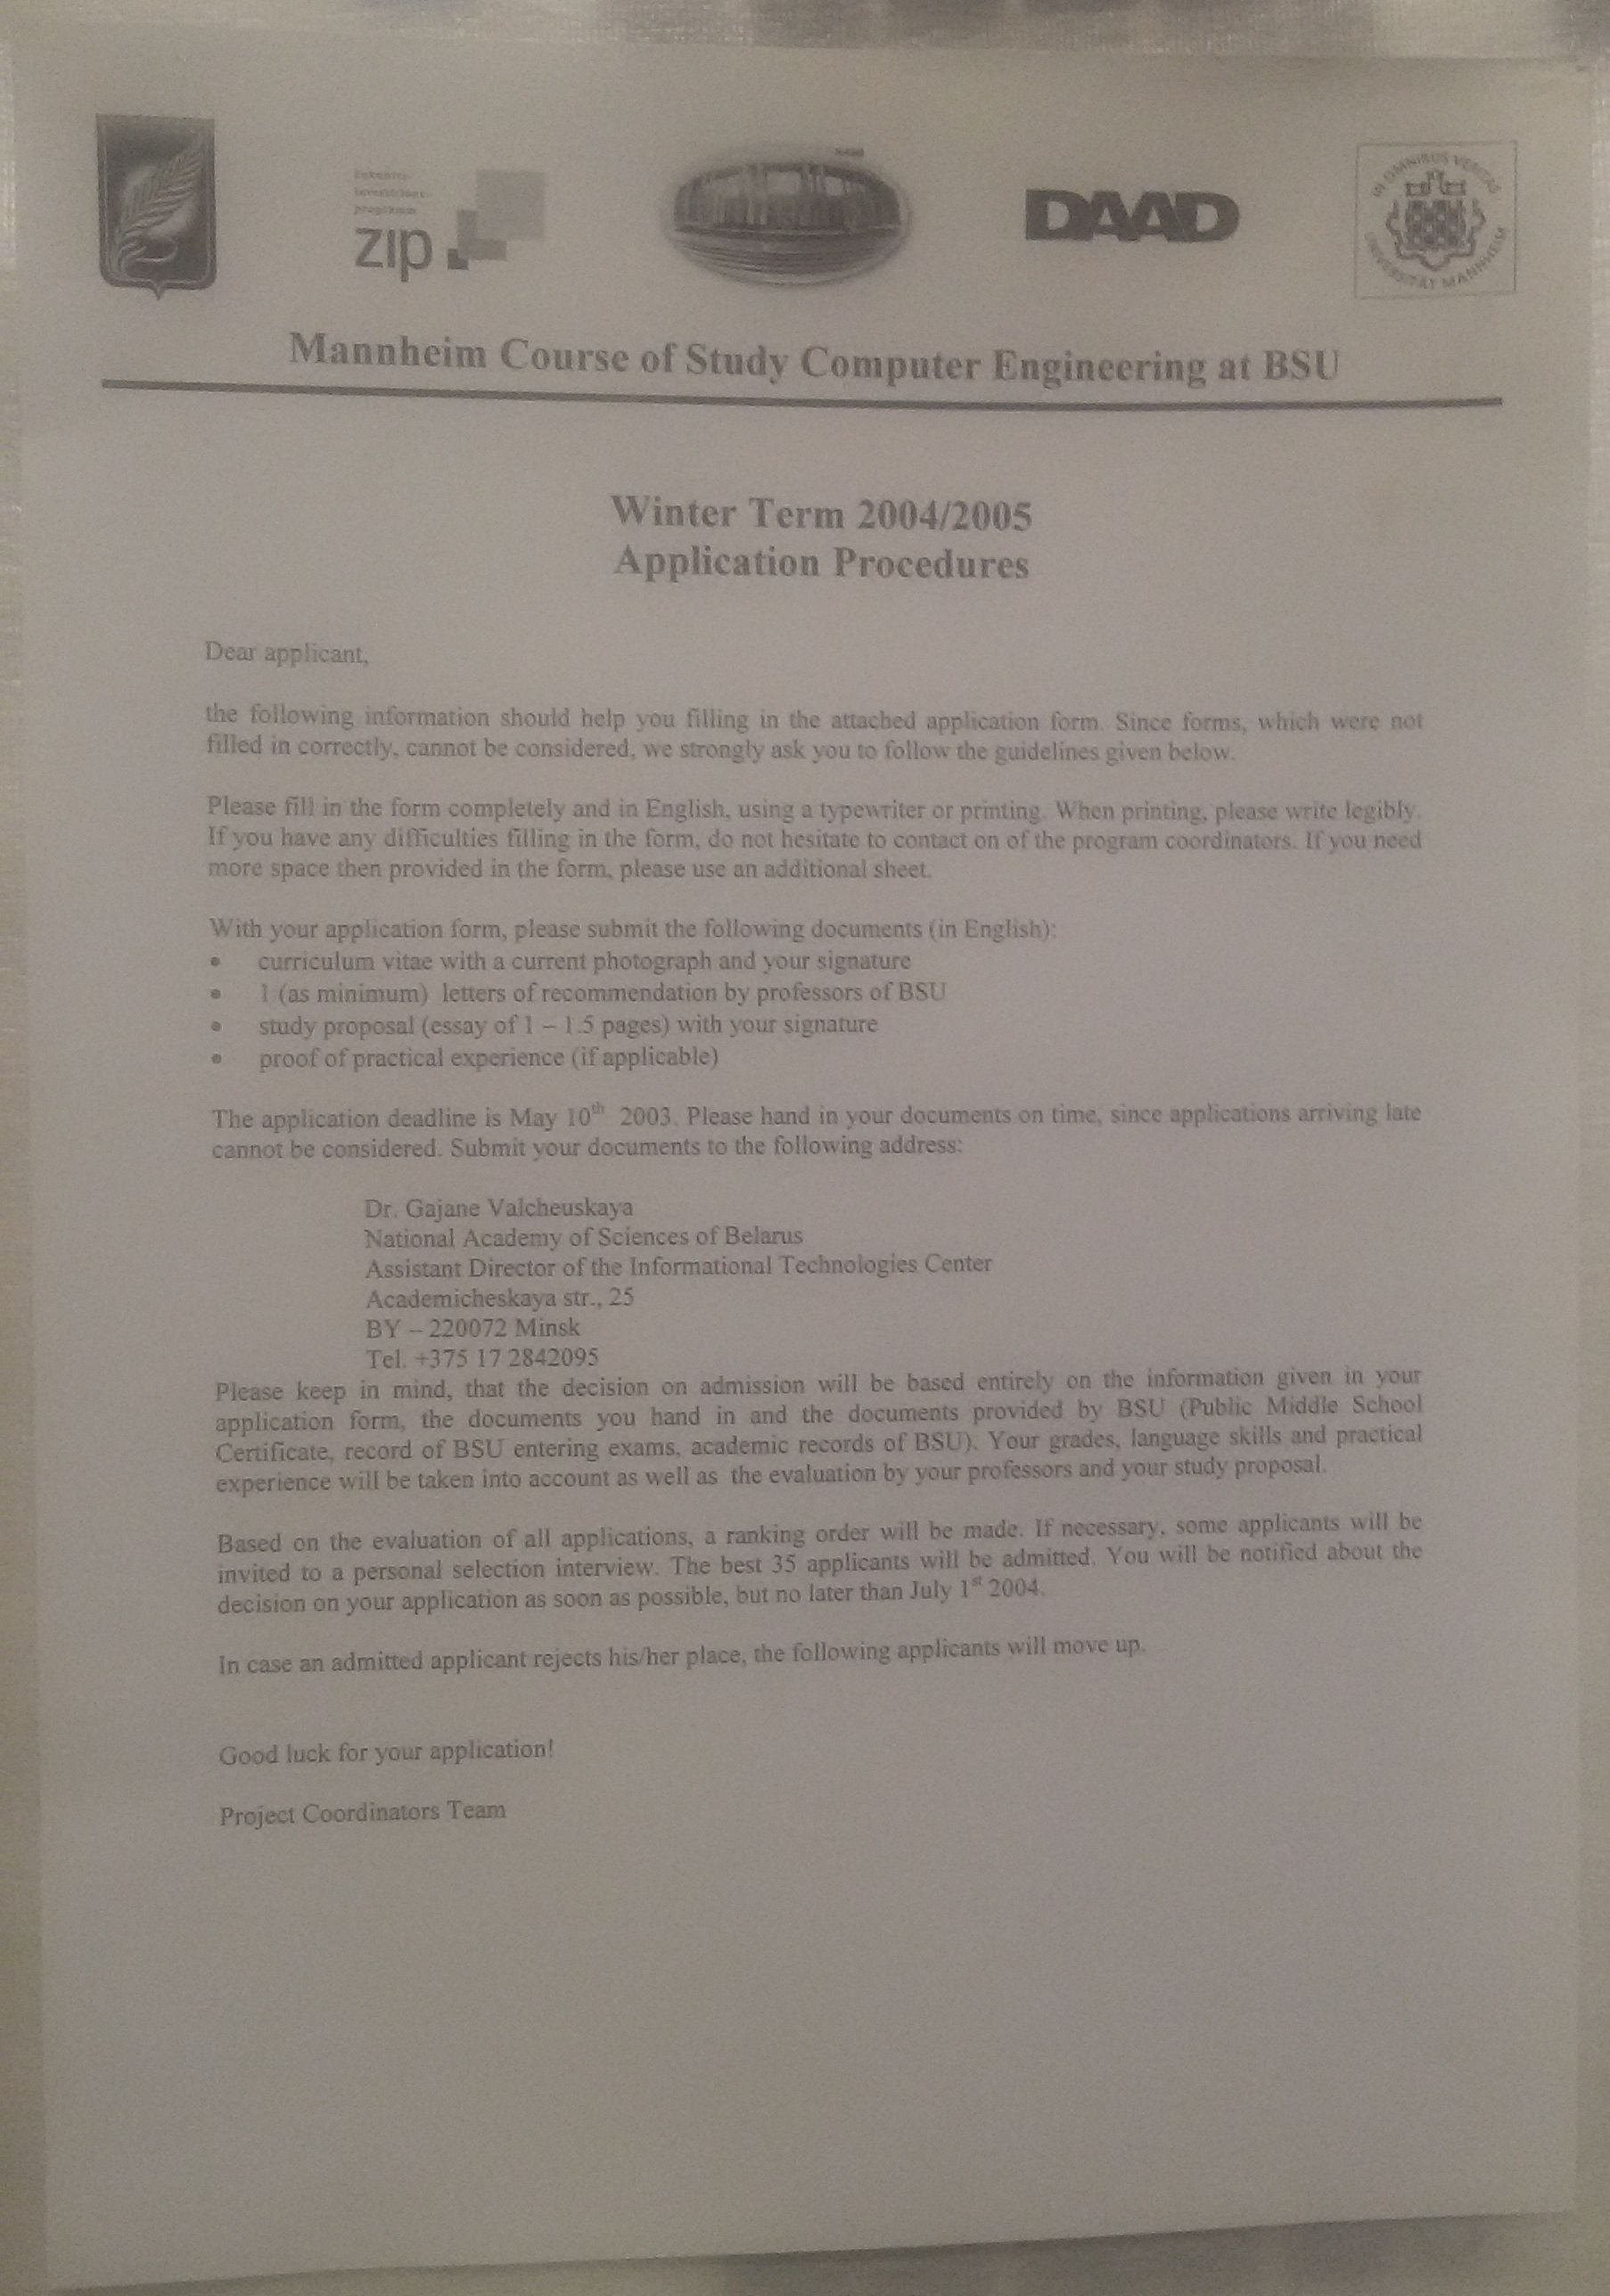 Zukunfts-
investitions-
programm
zip
DAAD
IN OMNIBUS VERITAS
UNIVERSITÄT MANNHEIM
Mannheim Course of Study Computer Engineering at BSU
Winter Term 2004/2005
Application Procedures
Dear applicant,
the following information should help you filling in the attached application form. Since forms, which were not
filled in correctly, cannot be considered, we strongly ask you to follow the guidelines given below.
Please fill in the form completely and in English, using a typewriter or printing. When printing, please write legibly.
If you have any difficulties filling in the form, do not hesitate to contact on of the program coordinators. If you need
more space then provided in the form, please use an additional sheet.
With your application form, please submit the following documents (in English):
• curriculum vitae with a current photograph and your signature
• 1 (as minimum) letters of recommendation by professors of BSU
• study proposal (essay of 1 – 1.5 pages) with your signature
• proof of practical experience (if applicable)
The application deadline is May 10th 2003. Please hand in your documents on time, since applications arriving late
cannot be considered. Submit your documents to the following address:
Dr. Gajane Valcheuskaya
National Academy of Sciences of Belarus
Assistant Director of the Informational Technologies Center
Academicheskaya str., 25
BY – 220072 Minsk
Tel. +375 17 2842095
Please keep in mind, that the decision on admission will be based entirely on the information given in your
application form, the documents you hand in and the documents provided by BSU (Public Middle School
Certificate, record of BSU entering exams, academic records of BSU). Your grades, language skills and practical
experience will be taken into account as well as the evaluation by your professors and your study proposal.
Based on the evaluation of all applications, a ranking order will be made. If necessary, some applicants will be
invited to a personal selection interview. The best 35 applicants will be admitted. You will be notified about the
decision on your application as soon as possible, but no later than July 1st 2004.
In case an admitted applicant rejects his/her place, the following applicants will move up.
Good luck for your application!
Project Coordinators Team